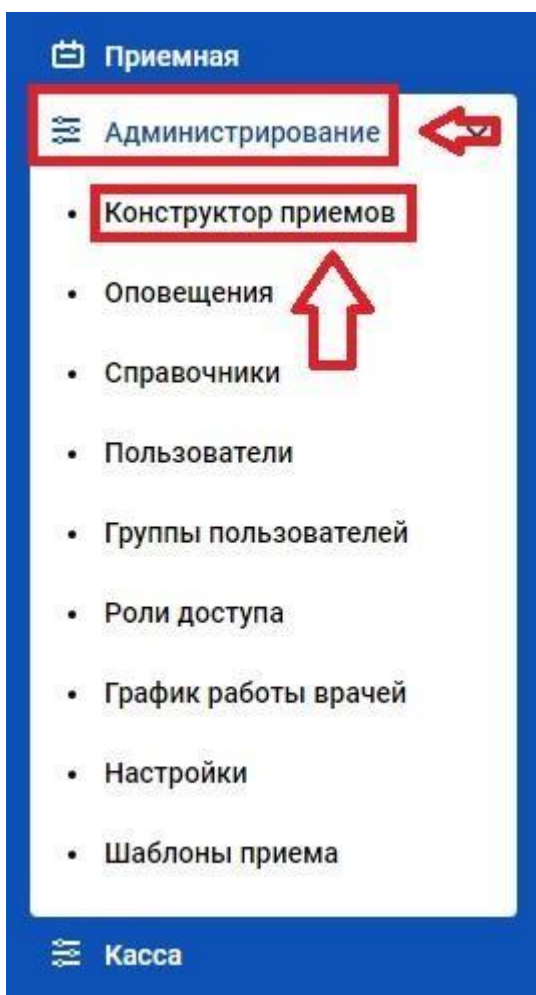 Приемная
Администрирование
Конструктор приемов
Оповещения
Справочники
Пользователи
Группы пользователей
Роли доступа
График работы врачей
Настройки
Шаблоны приема
Касса